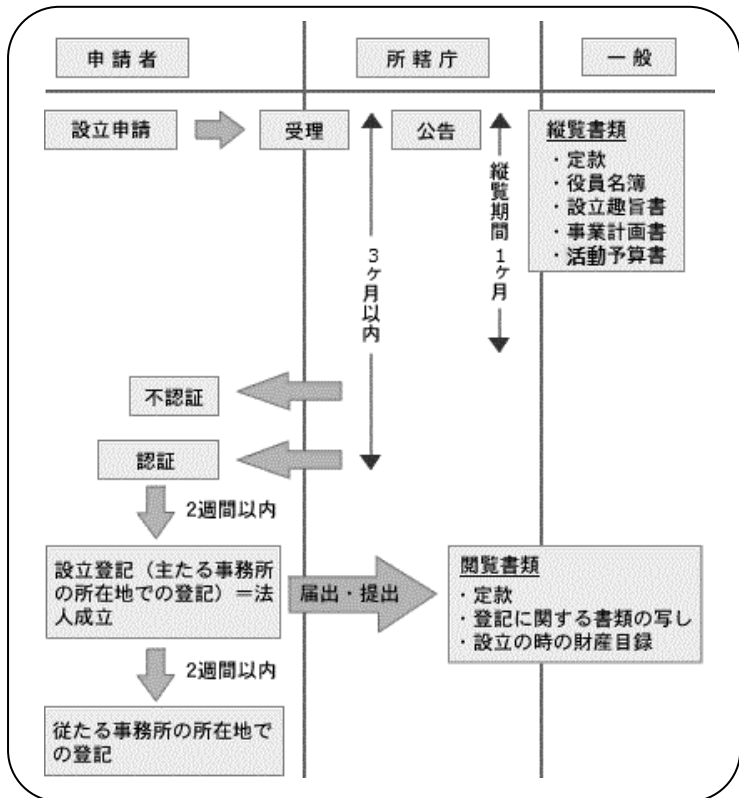 申請者
所轄庁
一般
設立申請
受理
公告
3ヶ月以内
縦覧期間1ヶ月
縦覧書類
・定款
・役員名簿
・設立趣旨書
・事業計画書
・活動予算書
不認証
認証
2週間以内
設立登記（主たる事務所
の所在地での登記）＝法
人成立
届出・提出
閲覧書類
・定款
・登記に関する書類の写し
・設立の時の財産目録
2週間以内
従たる事務所の所在地で
の登記